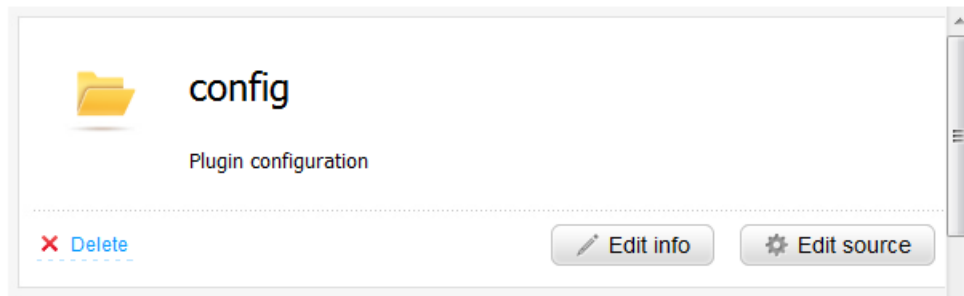 config
Plugin configuration
Delete
Edit info
Edit source